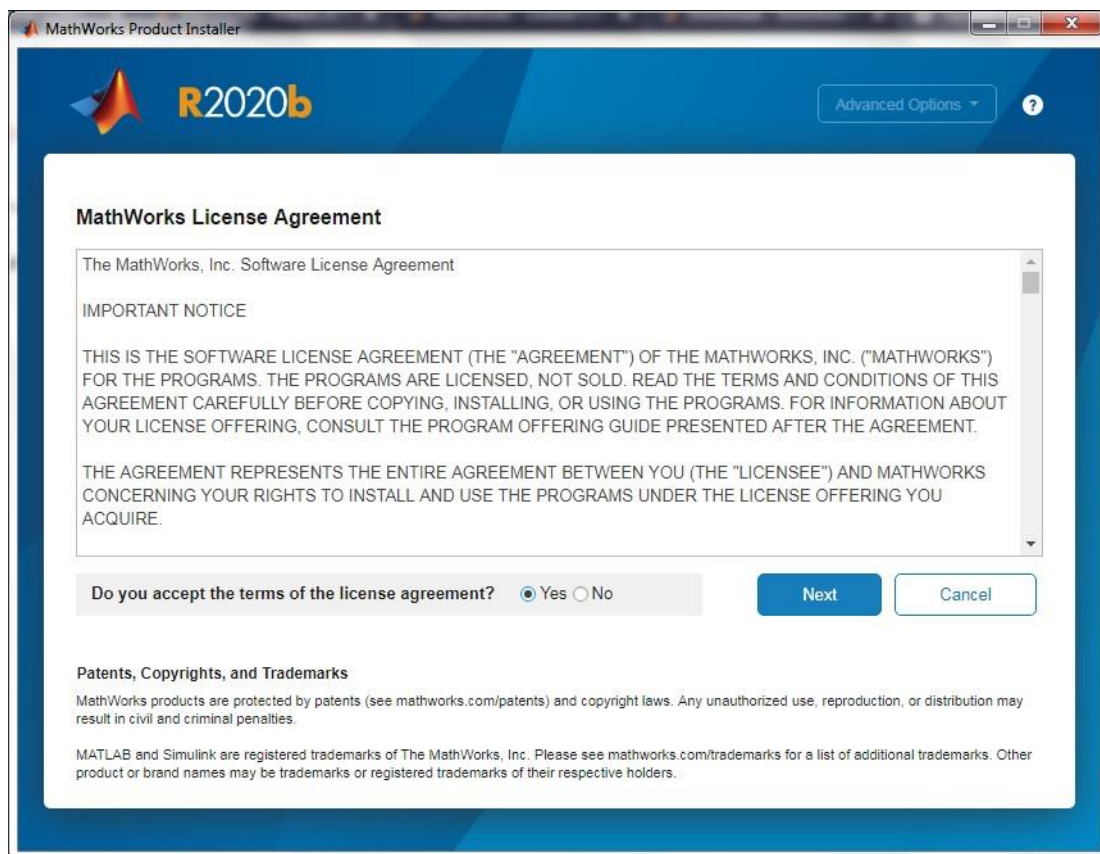 MathWorks Product Installer
R2020b
Advanced Options
?
MathWorks License Agreement
The MathWorks, Inc. Software License Agreement
IMPORTANT NOTICE
THIS IS THE SOFTWARE LICENSE AGREEMENT (THE "AGREEMENT") OF THE MATHWORKS, INC. ("MATHWORKS")
FOR THE PROGRAMS. THE PROGRAMS ARE LICENSED, NOT SOLD. READ THE TERMS AND CONDITIONS OF THIS
AGREEMENT CAREFULLY BEFORE COPYING, INSTALLING, OR USING THE PROGRAMS. FOR INFORMATION ABOUT
YOUR LICENSE OFFERING, CONSULT THE PROGRAM OFFERING GUIDE PRESENTED AFTER THE AGREEMENT.
THE AGREEMENT REPRESENTS THE ENTIRE AGREEMENT BETWEEN YOU (THE "LICENSEE") AND MATHWORKS
CONCERNING YOUR RIGHTS TO INSTALL AND USE THE PROGRAMS UNDER THE LICENSE OFFERING YOU
ACQUIRE.
Do you accept the terms of the license agreement? Yes No
Next
Cancel
Patents, Copyrights, and Trademarks
MathWorks products are protected by patents (see mathworks.com/patents) and copyright laws. Any unauthorized use, reproduction, or distribution may
result in civil and criminal penalties.
MATLAB and Simulink are registered trademarks of The MathWorks, Inc. Please see mathworks.com/trademarks for a list of additional trademarks. Other
product or brand names may be trademarks or registered trademarks of their respective holders.